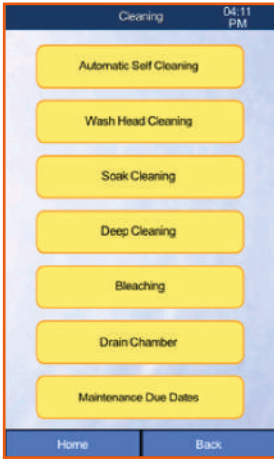 Cleaning 04:11 PM
Automatic Self Cleaning
Wash Head Cleaning
Soak Cleaning
Deep Cleaning
Bleaching
Drain Chamber
Maintenance Due Dates
Home Back